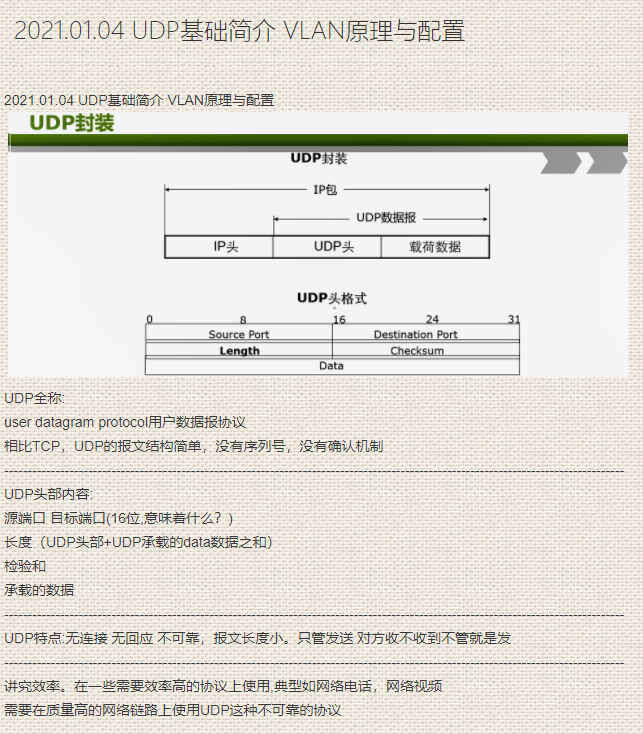 2021.01.04 UDP基础简介 VLAN原理与配置
2021.01.04 UDP基础简介 VLAN原理与配置
UDP封装
UDP封装
IP包
UDP数据报
IP头 UDP头 载荷数据
UDP头格式
0 8 16 24 31
Source Port Destination Port
Length Checksum
Data
UDP全称:
user datagram protocol用户数据报协议
相比TCP，UDP的报文结构简单，没有序列号，没有确认机制
UDP头部内容:
源端口 目标端口(16位,意味着什么？)
长度（UDP头部+UDP承载的data数据之和）
检验和
承载的数据
UDP特点:无连接 无回应 不可靠，报文长度小。只管发送 对方收不收到不管就是发
讲究效率。在一些需要效率高的协议上使用,典型如网络电话，网络视频
需要在质量高的网络链路上使用UDP这种不可靠的协议